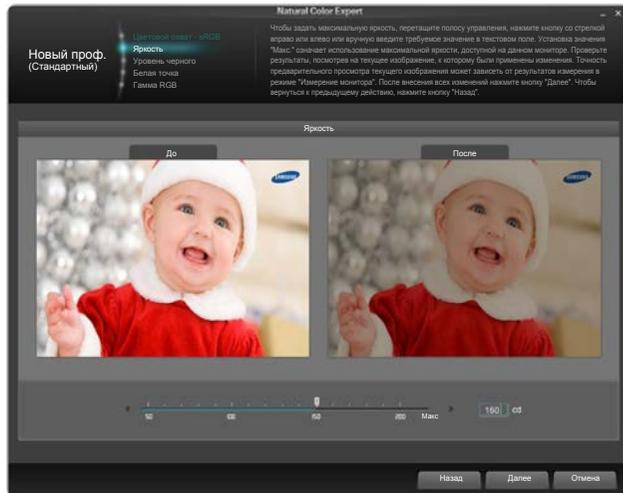 Natural Color Expert
Новый проф.
(Стандартный)
Цветовой охват - sRGB
Яркость
Уровень черного
Белая точка
Гамма RGB
Чтобы задать максимальную яркость, перетащите полосу управления, нажмите кнопку со стрелкой
вправо или влево или вручную введите требуемое значение в текстовом поле. Установка значения
"Макс." означает использование максимальной яркости, доступной на данном мониторе. Проверьте
результаты, посмотрев на текущее изображение, к которому были применены изменения. Точность
предварительного просмотра текущего изображения может зависеть от результатов измерения в
режиме "Измерение монитора". После внесения всех изменений нажмите кнопку "Далее". Чтобы
вернуться к предыдущему действию, нажмите кнопку "Назад".
Яркость
До
После
SAMSUNG
SAMSUNG
50 100 150 200 Макс
160 cd
Назад Далее Отмена